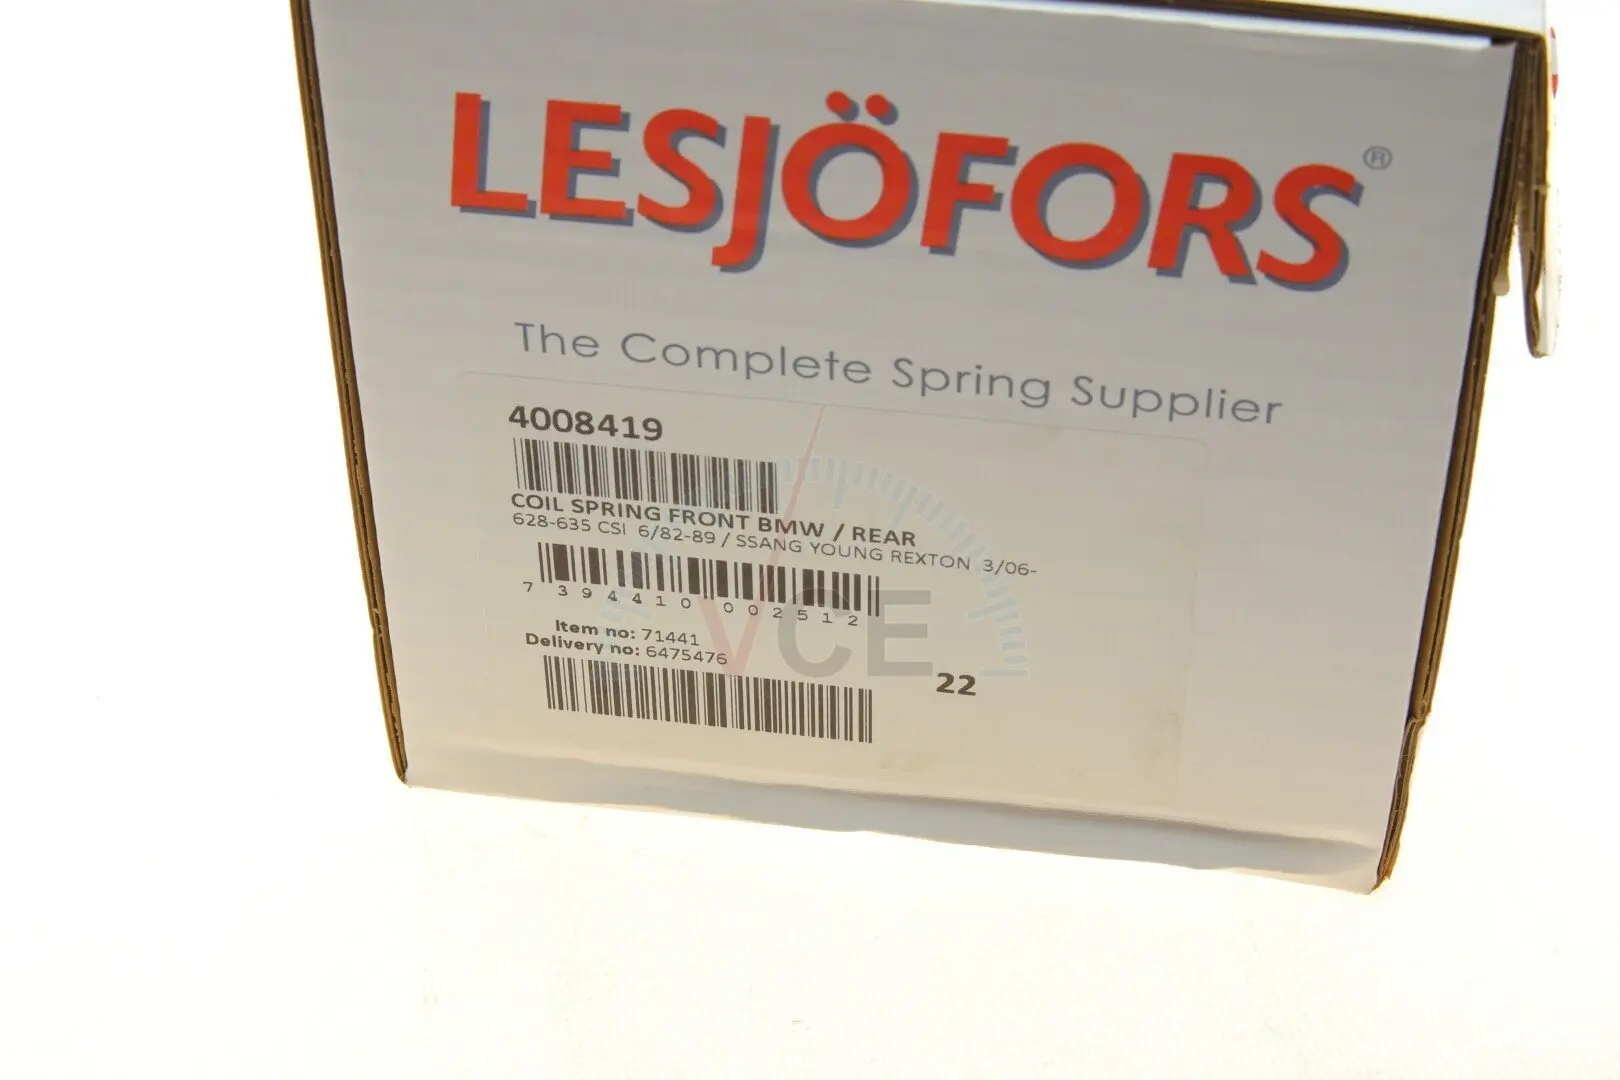 LESJÖFORS®
The Complete Spring Supplier
4008419
COIL SPRING FRONT BMW / REAR
628-635 CSI 6/82-89 / SSANG YOUNG REXTON 3/06-
7 394410 002512
Item no: 71441
Delivery no: 6475476
22
VCE